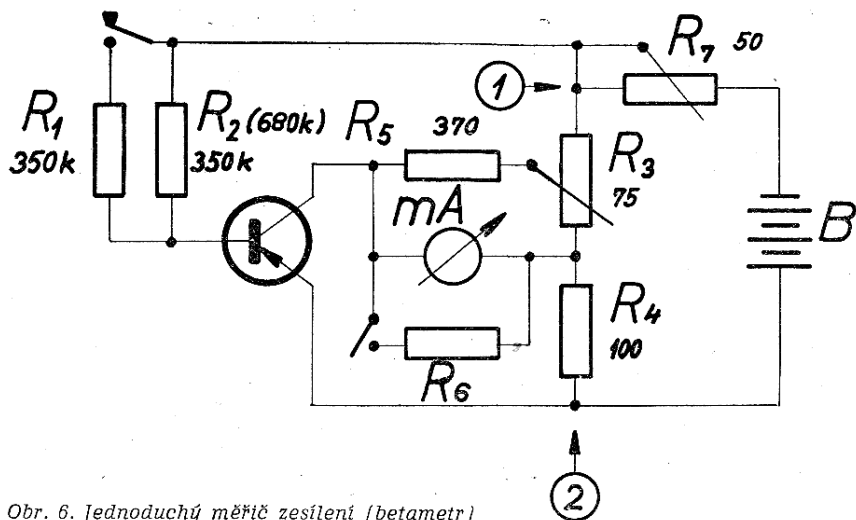 R7 50
1
R1
350k
R2 (680k)
350k
R5 370
R3
75
mA
B
R4
100
R6
2
Obr. 6. Jednoduchý měřič zesílení (betametr)